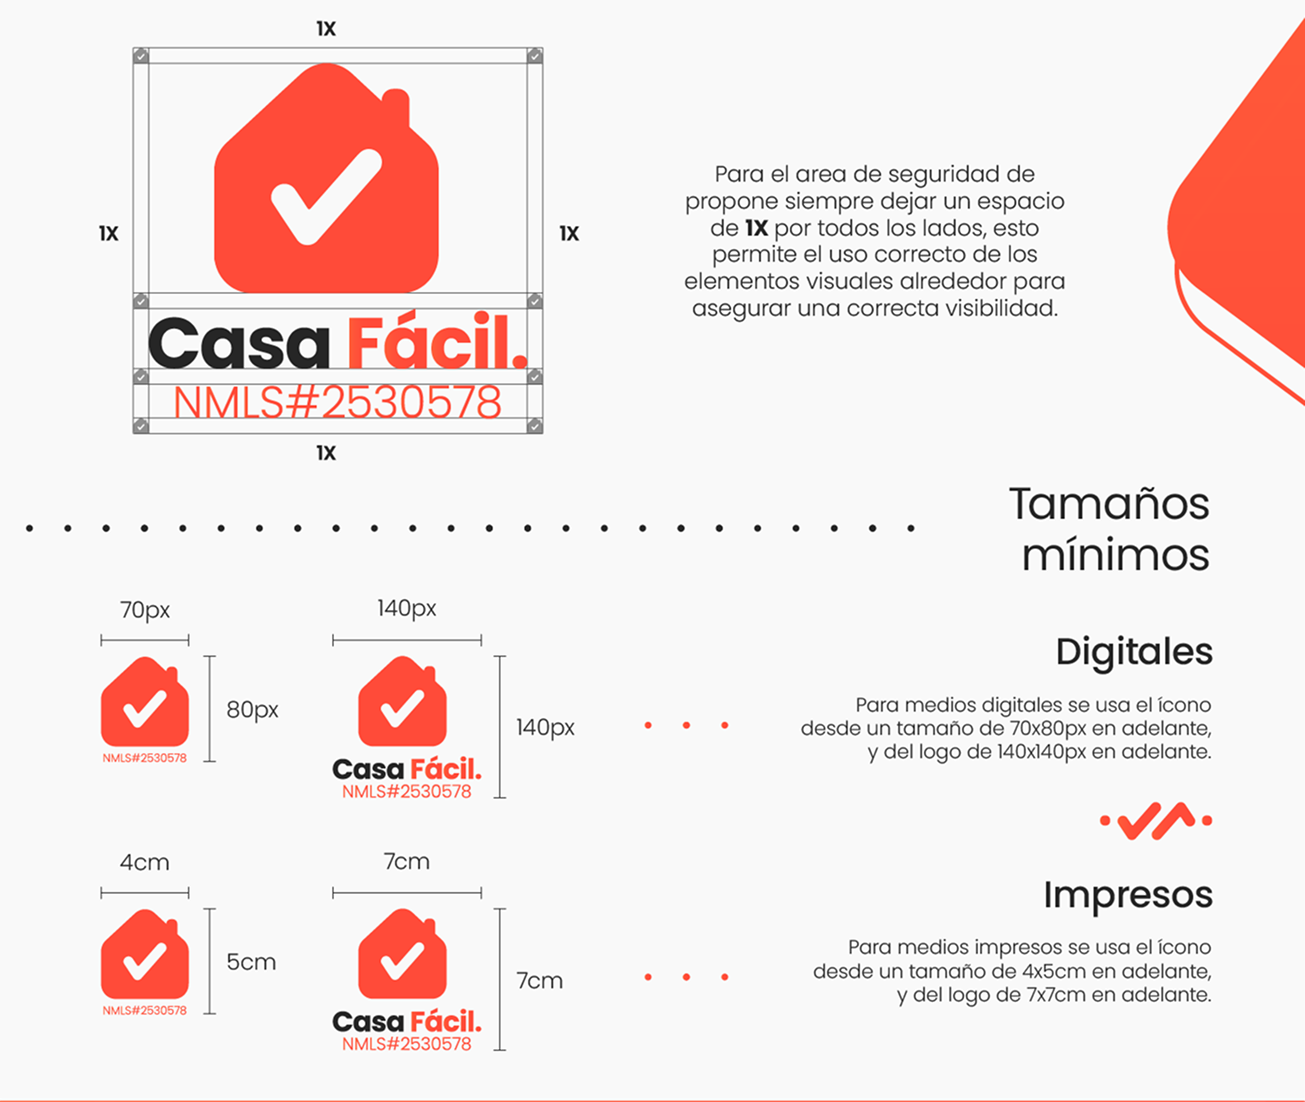 1X
1X
1X
Casa Fácil.
NMLS#2530578
1X
Para el area de seguridad de
propone siempre dejar un espacio
de 1X por todos los lados, esto
permite el uso correcto de los
elementos visuales alrededor para
asegurar una correcta visibilidad.
Tamaños
mínimos
70px
80px
NMLS#2530578
140px
140px
Casa Fácil.
NMLS#2530578
Digitales
Para medios digitales se usa el ícono
desde un tamaño de 70x80px en adelante,
y del logo de 140x140px en adelante.
4cm
5cm
NMLS#2530578
7cm
7cm
Casa Fácil.
NMLS#2530578
Impresos
Para medios impresos se usa el ícono
desde un tamaño de 4x5cm en adelante,
y del logo de 7x7cm en adelante.